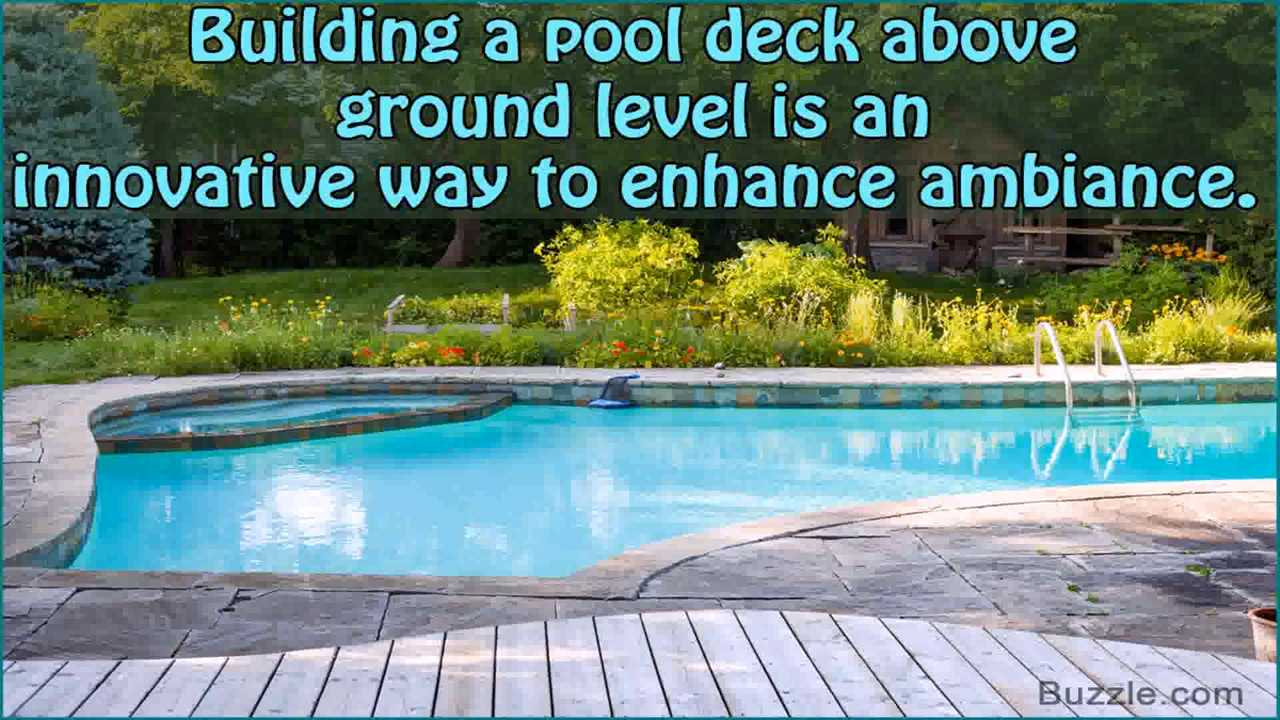 Building a pool deck above
ground level is an
innovative way to enhance ambiance.
Buzzle.com